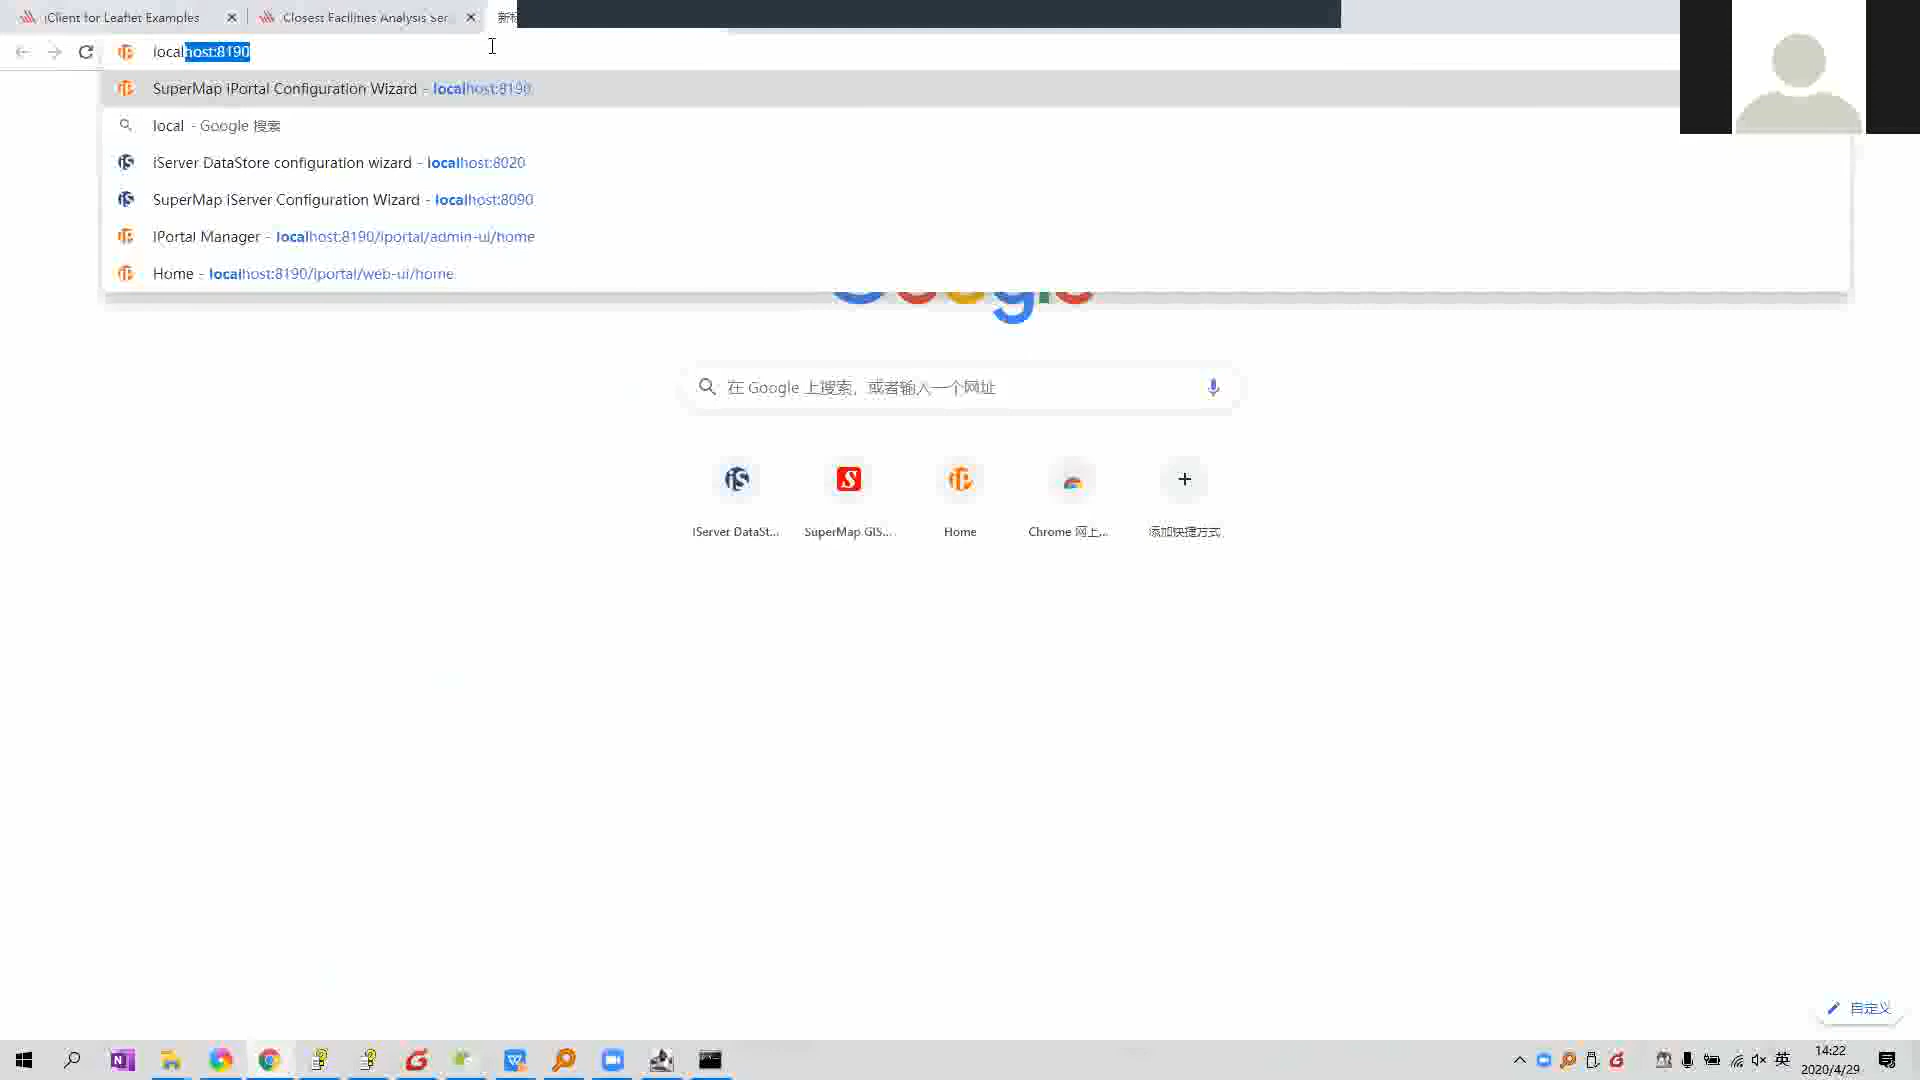 iClient for Leaflet Examples
Closest Facilities Analysis Ser
新标
localhost:8190
SuperMap iPortal Configuration Wizard - localhost:8190
local - Google 搜索
iServer DataStore configuration wizard - localhost:8020
SuperMap iServer Configuration Wizard - localhost:8090
iPortal Manager - localhost:8190/iportal/admin-ui/home
Home - localhost:8190/iportal/web-ui/home
在 Google 上搜索，或者输入一个网址
iServer DataSt...
SuperMap GIS...
Home
Chrome 网上...
添加快捷方式
自定义
英
14:22
2020/4/29